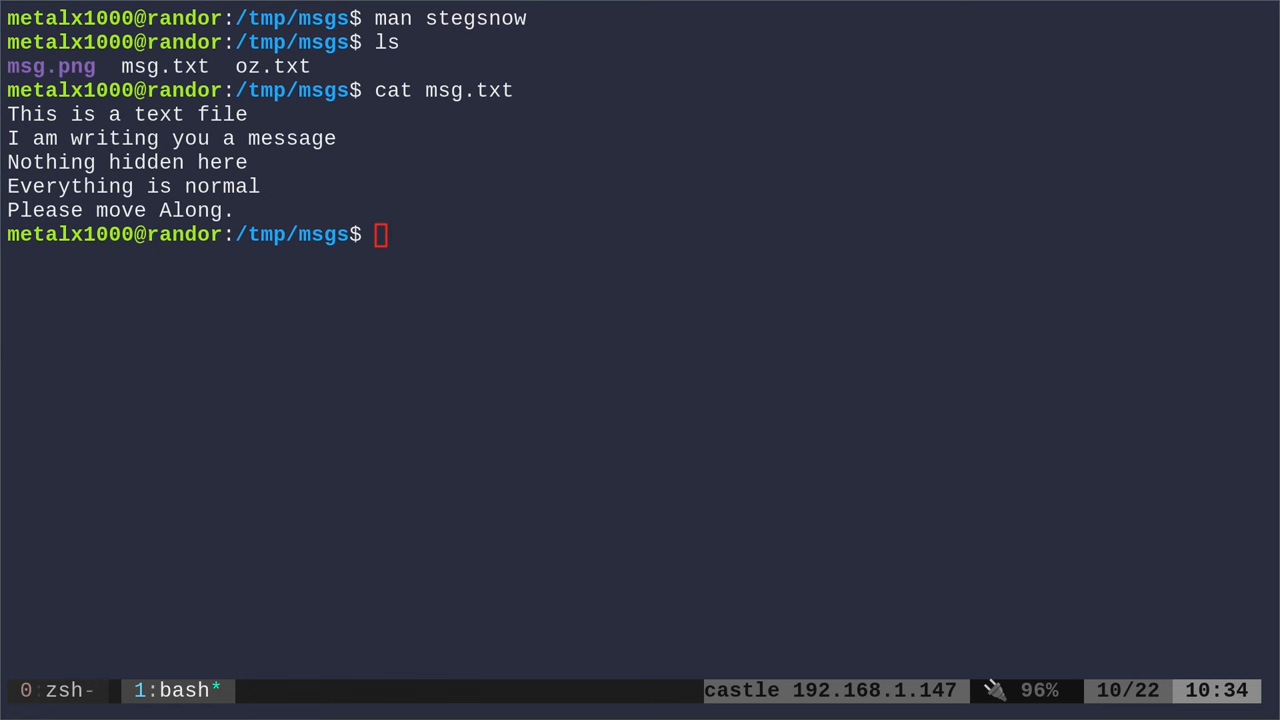 metalx1000@randor:/tmp/msgs$ man stegsnow
metalx1000@randor:/tmp/msgs$ ls
msg.png  msg.txt  oz.txt
metalx1000@randor:/tmp/msgs$ cat msg.txt
This is a text file
I am writing you a message
Nothing hidden here
Everything is normal
Please move Along.
metalx1000@randor:/tmp/msgs$
0:zsh- 1:bash* castle 192.168.1.147 🔌 96% 10/22 10:34